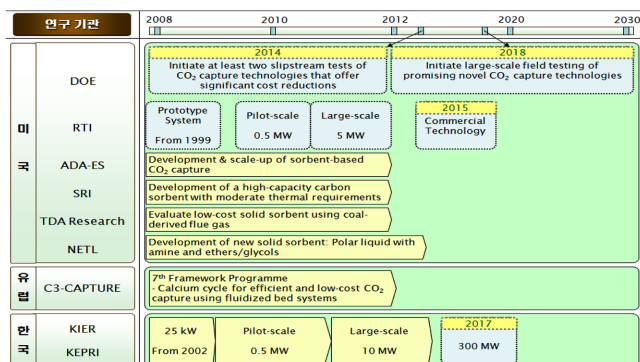 연구 기관
2008 2010 2012 2020 2030
2014
Initiate at least two slipstream tests of
CO₂ capture technologies that offer
significant cost reductions
2018
Initiate large-scale field testing of
promising novel CO₂ capture technologies
DOE
미
국
RTI
Prototype
System
From 1999
Pilot-scale
0.5 MW
Large-scale
5 MW
2015
Commercial
Technology
ADA-ES
Development & scale-up of sorbent-based
CO₂ capture
SRI
Development of a high-capacity carbon
sorbent with moderate thermal requirements
TDA Research
Evaluate low-cost solid sorbent using coal-
derived flue gas
NETL
Development of new solid sorbent: Polar liquid with
amine and ethers/glycols
유
럽
C3-CAPTURE
7th Framework Programme
- Calcium cycle for efficient and low-cost CO₂
capture using fluidized bed systems
한
국
KIER
KEPRI
25 kW
From 2002
Pilot-scale
0.5 MW
Large-scale
10 MW
2017
300 MW